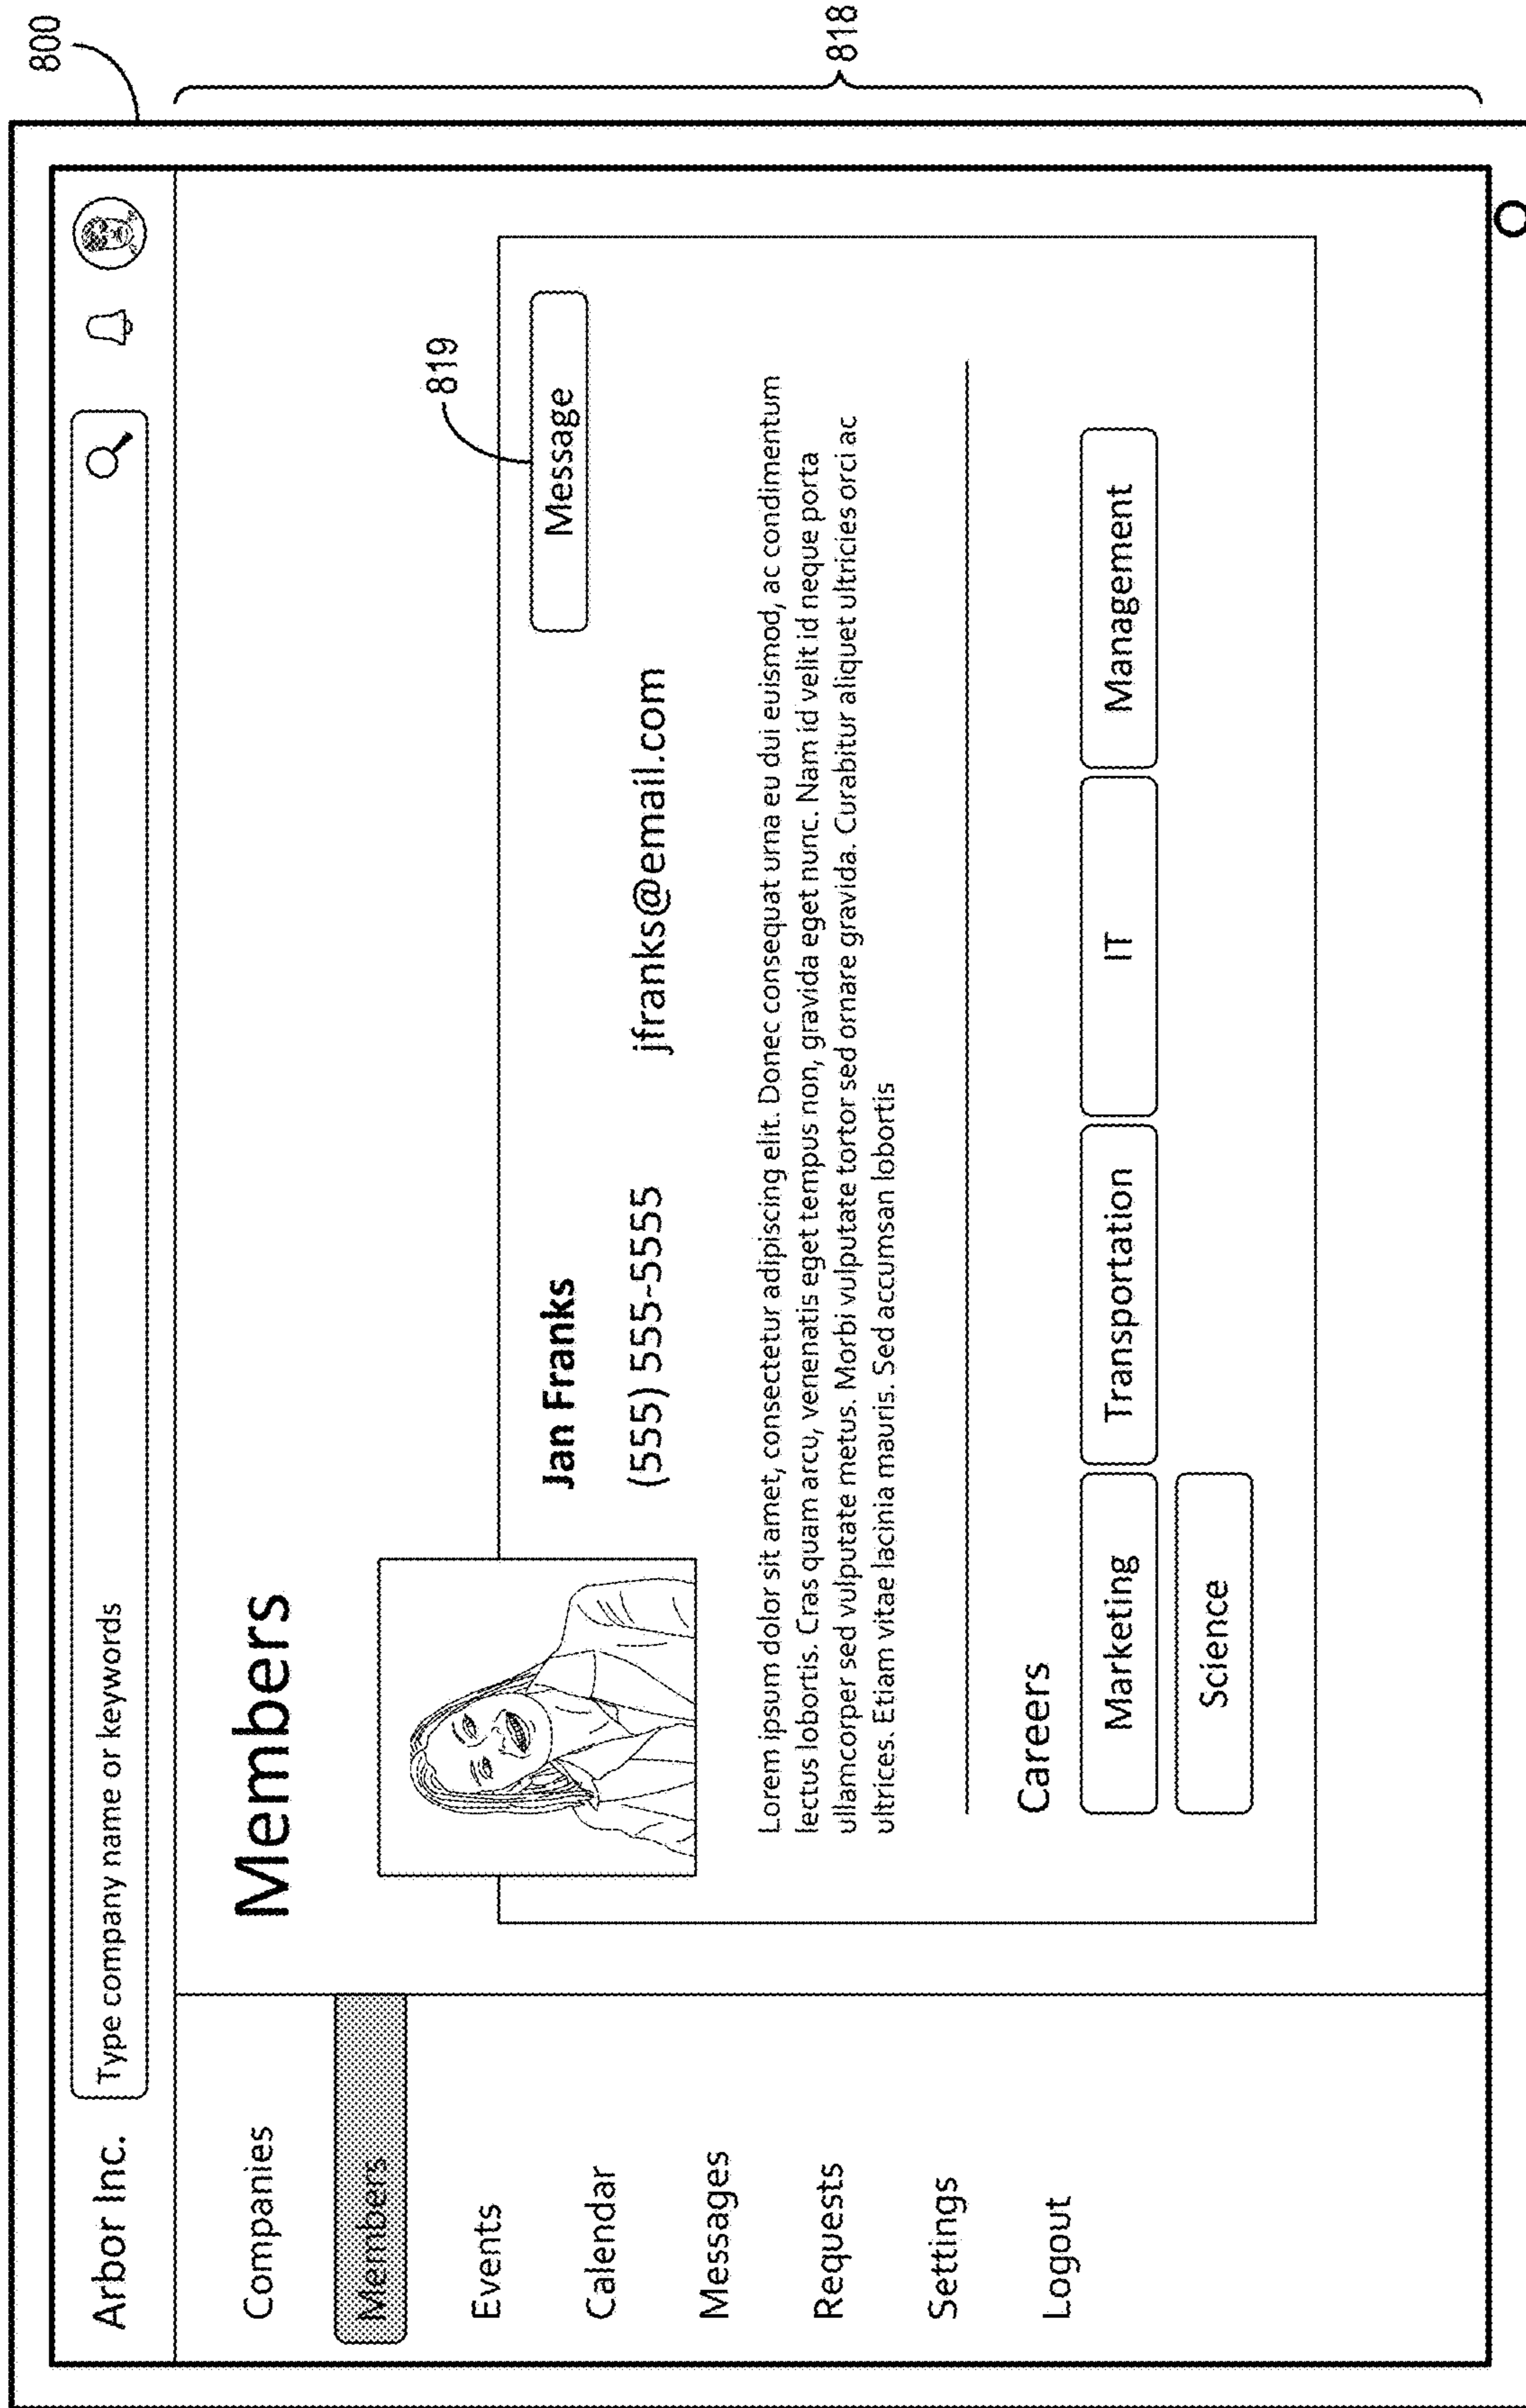 800
818
Arbor Inc.
Type company name or keywords
Companies
Members
Events
Calendar
Messages
Requests
Settings
Logout
Members
819
Message
Jan Franks
(555) 555-5555
jfranks@email.com
Lorem ipsum dolor sit amet, consectetur adipiscing elit. Donec consequat urna eu dui euismod, ac condimentum
lectus lobortis. Cras quam arcu, venenatis eget tempus non, gravida eget nunc. Nam id velit id neque porta
ullamcorper sed vulputate metus. Morbi vulputate tortor sed ornare gravida. Curabitur aliquet ultricies orci ac
ultrices. Etiam vitae lacinia mauris. Sed accumsan lobortis
Careers
Marketing
Transportation
IT
Management
Science